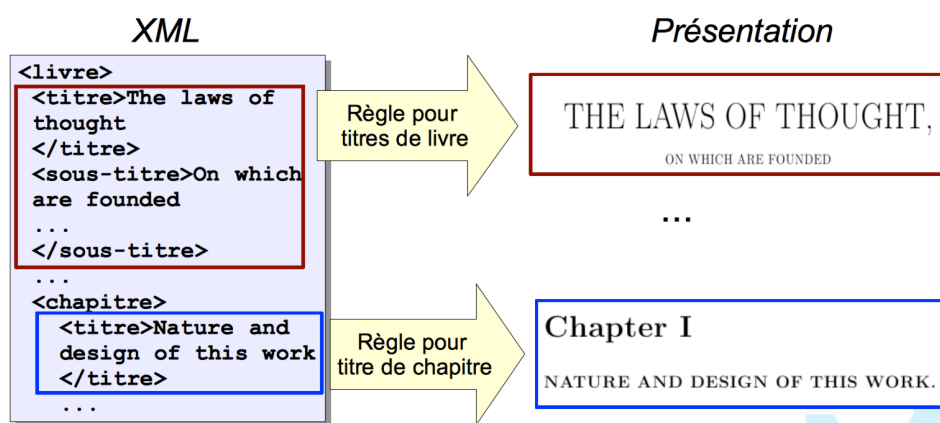 XML
<livre>
<titre>The laws of
thought
</titre>
<sous-titre>On which
are founded
...
</sous-titre>
...
<chapitre>
<titre>Nature and
design of this work
</titre>
...
Règle pour
titres de livre
Règle pour
titre de chapitre
Présentation
THE LAWS OF THOUGHT,
ON WHICH ARE FOUNDED
...
Chapter I
NATURE AND DESIGN OF THIS WORK.